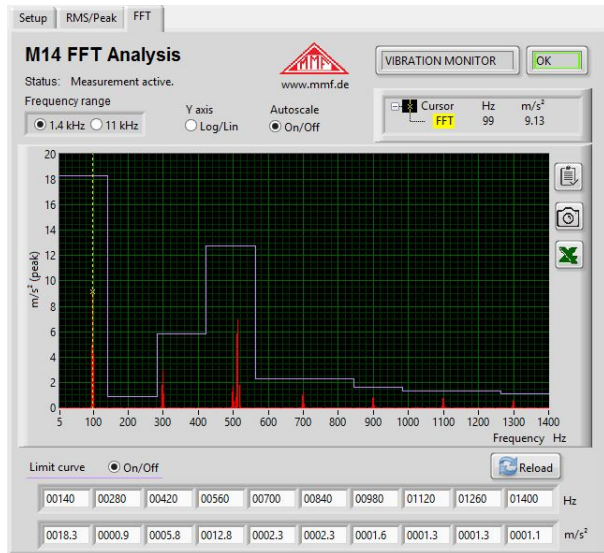 Setup RMS/Peak FFT
M14 FFT Analysis
Status: Measurement active.
MMF
www.mmf.de
VIBRATION MONITOR OK
Frequency range
1.4 kHz 11 kHz
Y axis
Log/Lin
Autoscale
On/Off
Cursor Hz m/s²
FFT 99 9.13
m/s² (peak)
20
18
16
14
12
10
8
6
4
2
0
5 100 200 300 400 500 600 700 800 900 1000 1100 1200 1300 1400
Frequency Hz
Limit curve On/Off
Reload
00140 00280 00420 00560 00700 00840 00980 01120 01260 01400 Hz
0018.3 0000.9 0005.8 0012.8 0002.3 0002.3 0001.6 0001.3 0001.3 0001.1 m/s²